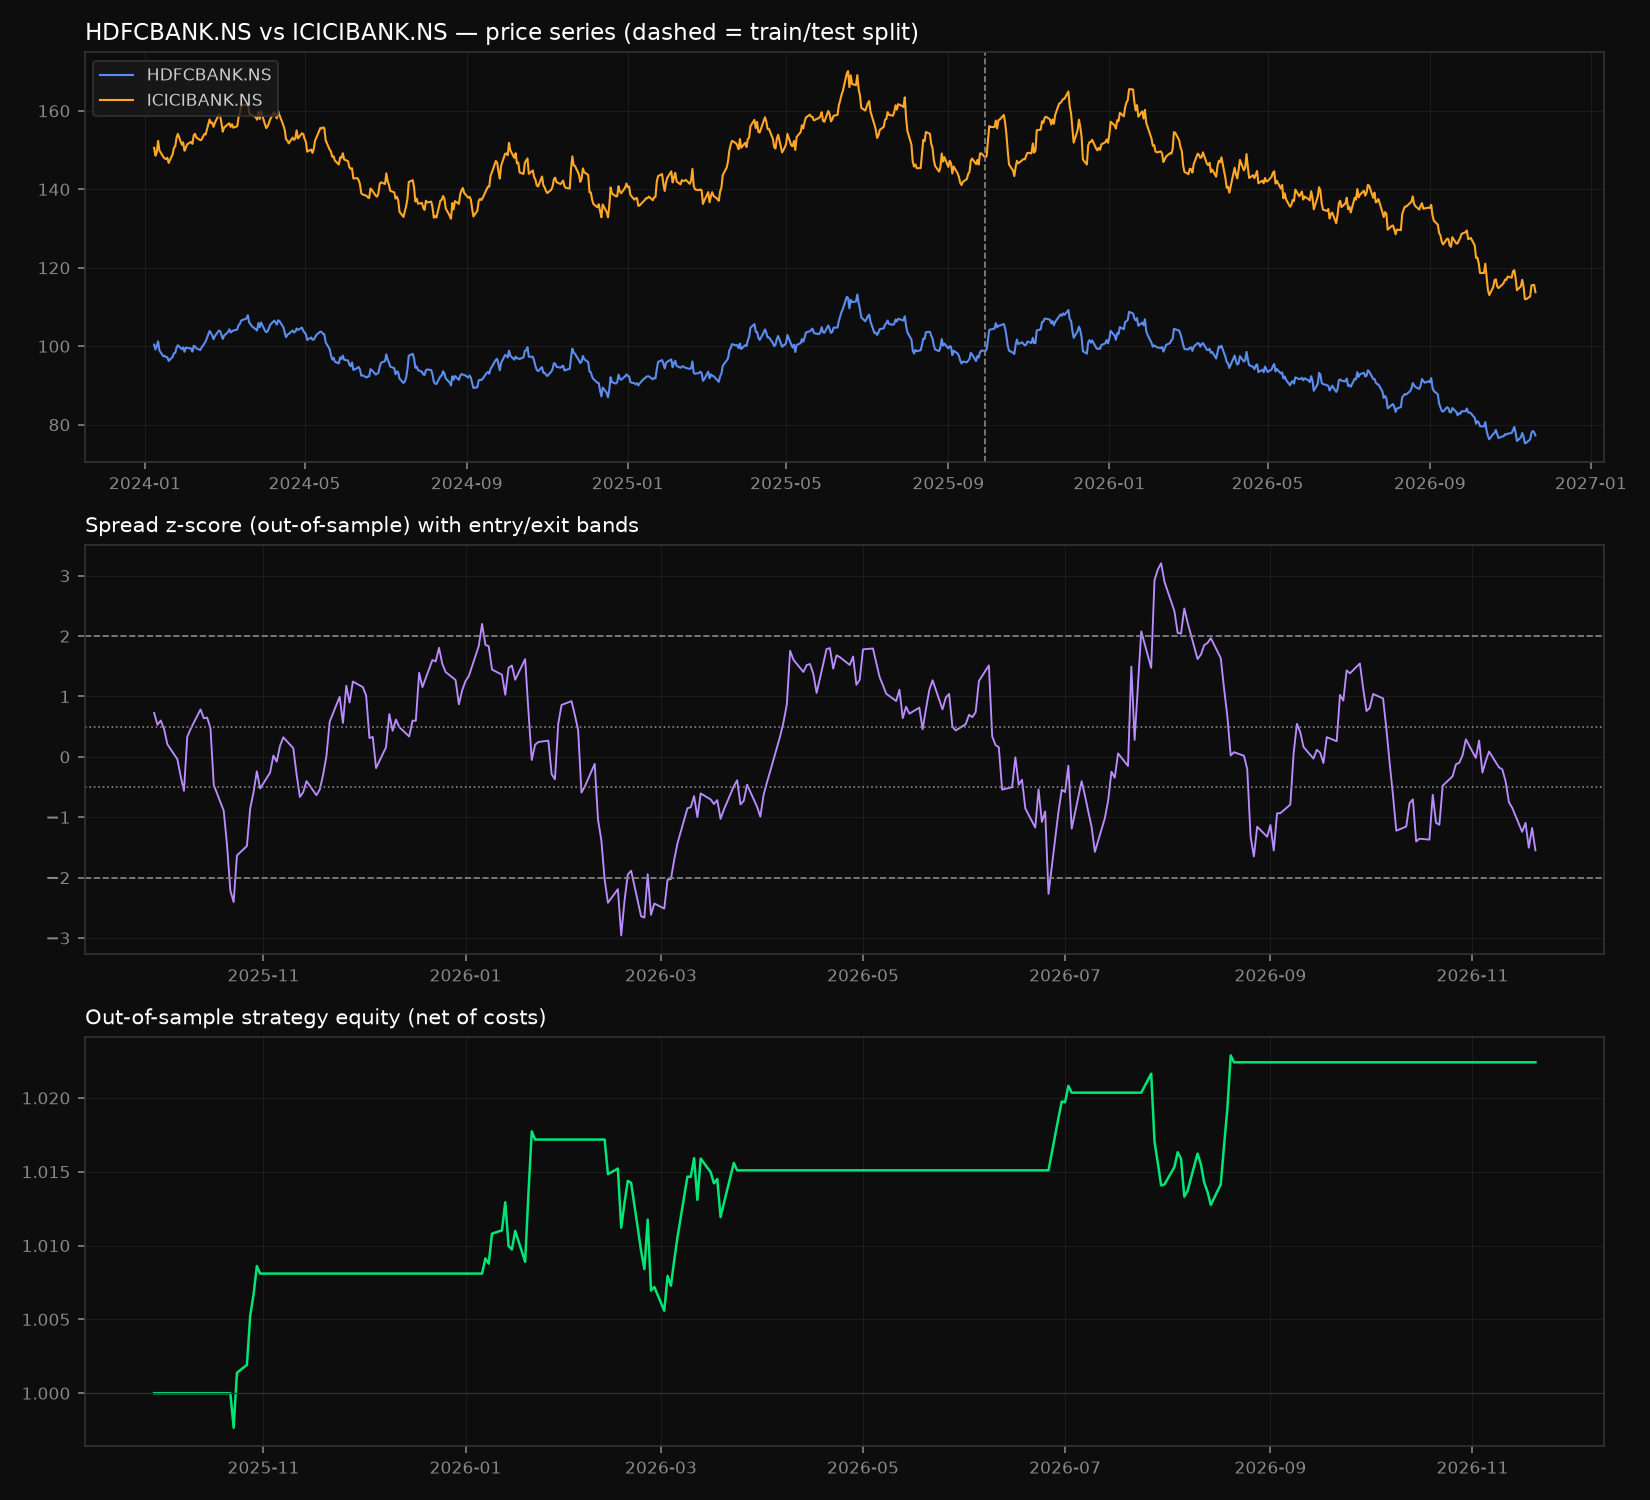 HDFCBANK.NS vs ICICIBANK.NS — price series (dashed = train/test split)
HDFCBANK.NS
ICICIBANK.NS
160
140
120
100
80
2024-01 2024-05 2024-09 2025-01 2025-05 2025-09 2026-01 2026-05 2026-09 2027-01
Spread z-score (out-of-sample) with entry/exit bands
3
2
1
0
−1
−2
−3
2025-11 2026-01 2026-03 2026-05 2026-07 2026-09 2026-11
Out-of-sample strategy equity (net of costs)
1.020
1.015
1.010
1.005
1.000
2025-11 2026-01 2026-03 2026-05 2026-07 2026-09 2026-11